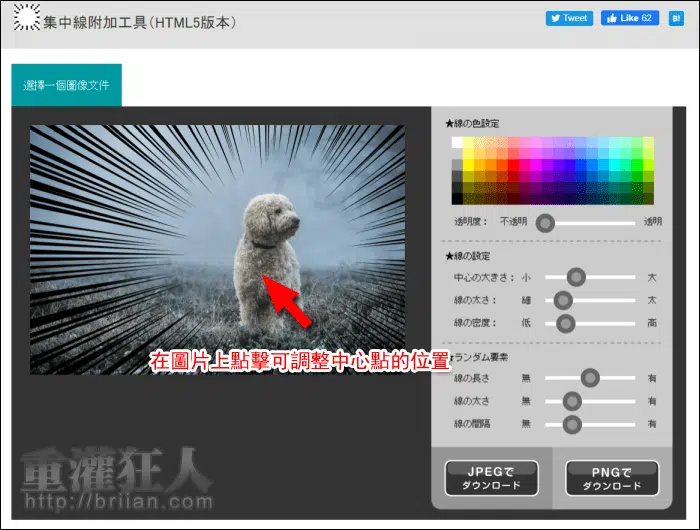 集中線附加工具(HTML5版本)
Tweet
Like 62
B!
選擇一個圖像文件
★線の色設定
透明度: 不透明 透明
★線の設定
中心の大きさ: 小 大
線の太さ: 細 太
線の密度: 低 高
★ランダム要素
線の長さ 無 有
線の太さ 無 有
線の間隔 無 有
在圖片上點擊可調整中心點的位置
JPEGで
ダウンロード
PNGで
ダウンロード
重灌狂人
http://briian.com